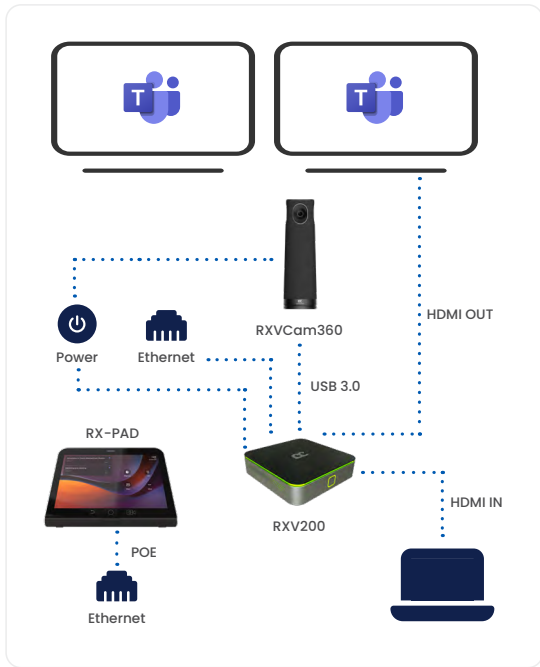 T
T
HDMI OUT
RXVCam360
Power
Ethernet
USB 3.0
RX-PAD
HDMI IN
RXV200
POE
Ethernet